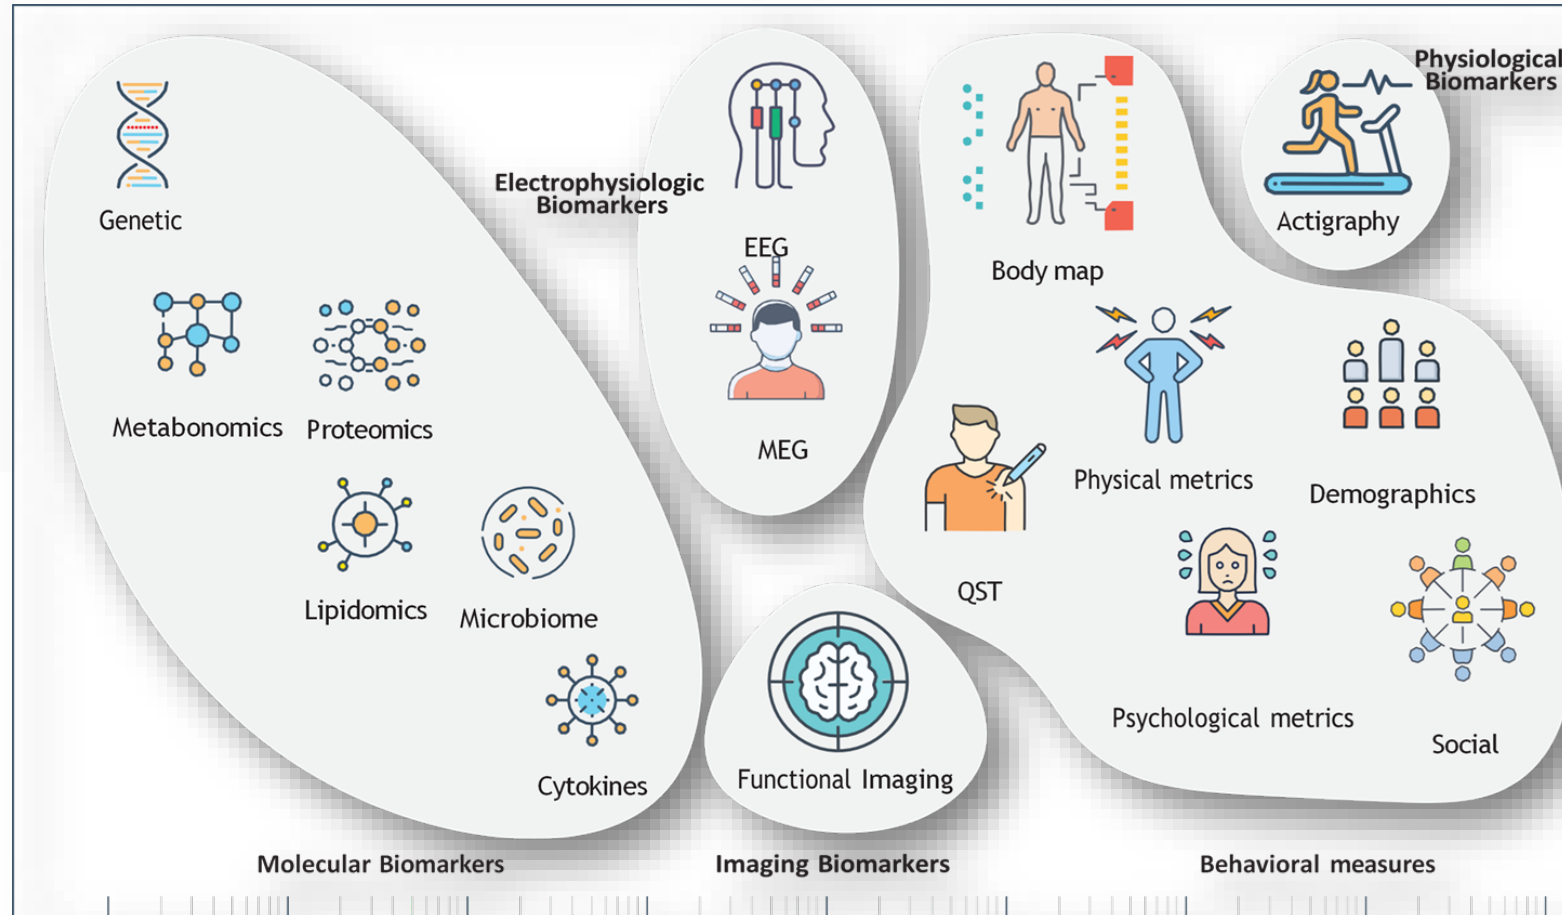 Physiological
Biomarkers
Genetic
Electrophysiologic
Biomarkers
EEG
Body map
Actigraphy
Metabonomics
Proteomics
MEG
Physical metrics
Demographics
Lipidomics
Microbiome
QST
Psychological metrics
Social
Cytokines
Functional Imaging
Molecular Biomarkers
Imaging Biomarkers
Behavioral measures